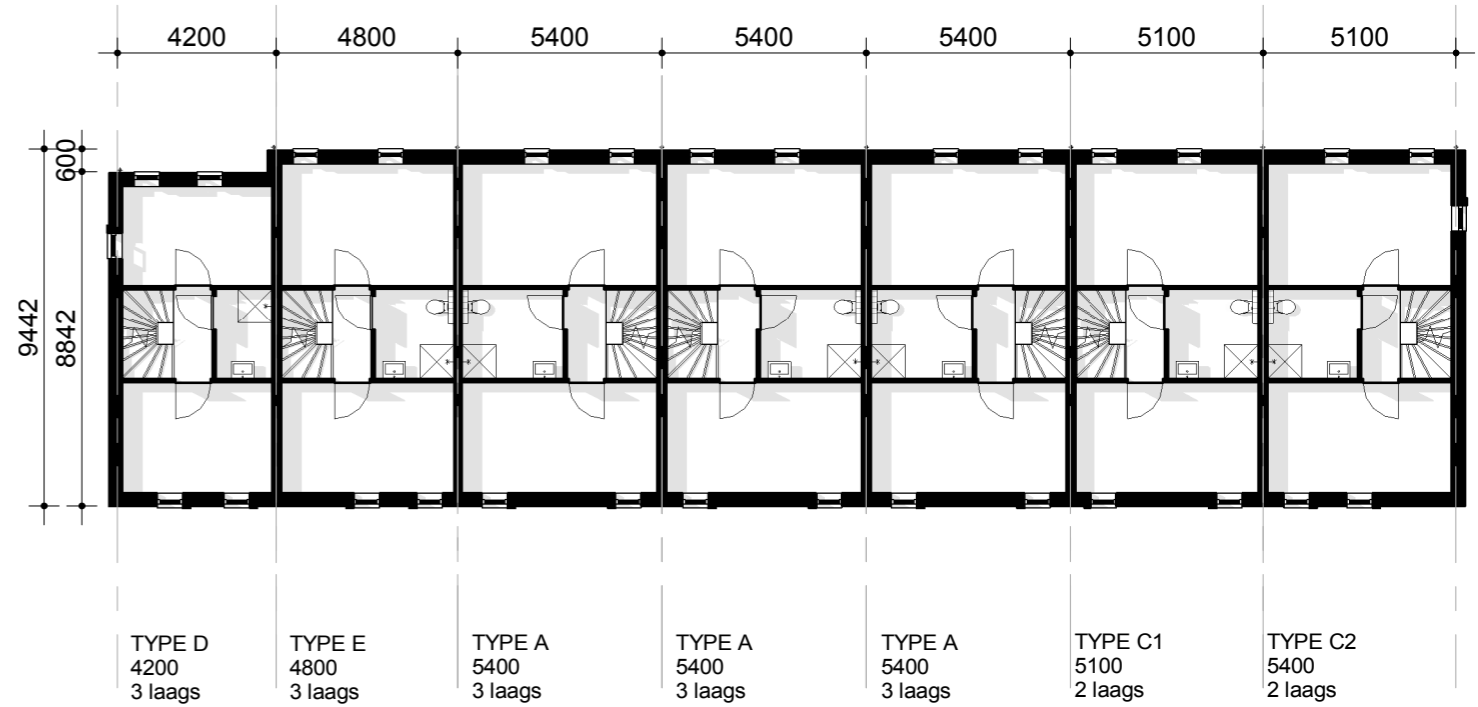 4200 4800 5400 5400 5400 5100 5100
600
9442
8842
TYPE D
4200
3 laags
TYPE E
4800
3 laags
TYPE A
5400
3 laags
TYPE A
5400
3 laags
TYPE A
5400
3 laags
TYPE C1
5100
2 laags
TYPE C2
5400
2 laags